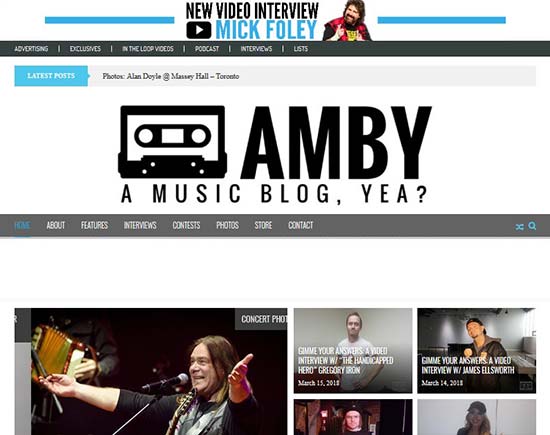 NEW VIDEO INTERVIEW
MICK FOLEY
ADVERTISING
EXCLUSIVES
IN THE LOOP VIDEOS
PODCAST
INTERVIEWS
LISTS
LATEST POSTS
Photos: Alan Doyle @ Massey Hall – Toronto
AMBY
A MUSIC BLOG, YEA?
HOME
ABOUT
FEATURES
INTERVIEWS
CONTESTS
PHOTOS
STORE
CONTACT
CONCERT PHOT
GIMME YOUR ANSWERS: A VIDEO
INTERVIEW W/ “THE HANDICAPPED
HERO” GREGORY IRON
March 15, 2018
GIMME YOUR ANSWERS: A VIDEO
INTERVIEW W/ JAMES ELLSWORTH
March 14, 2018